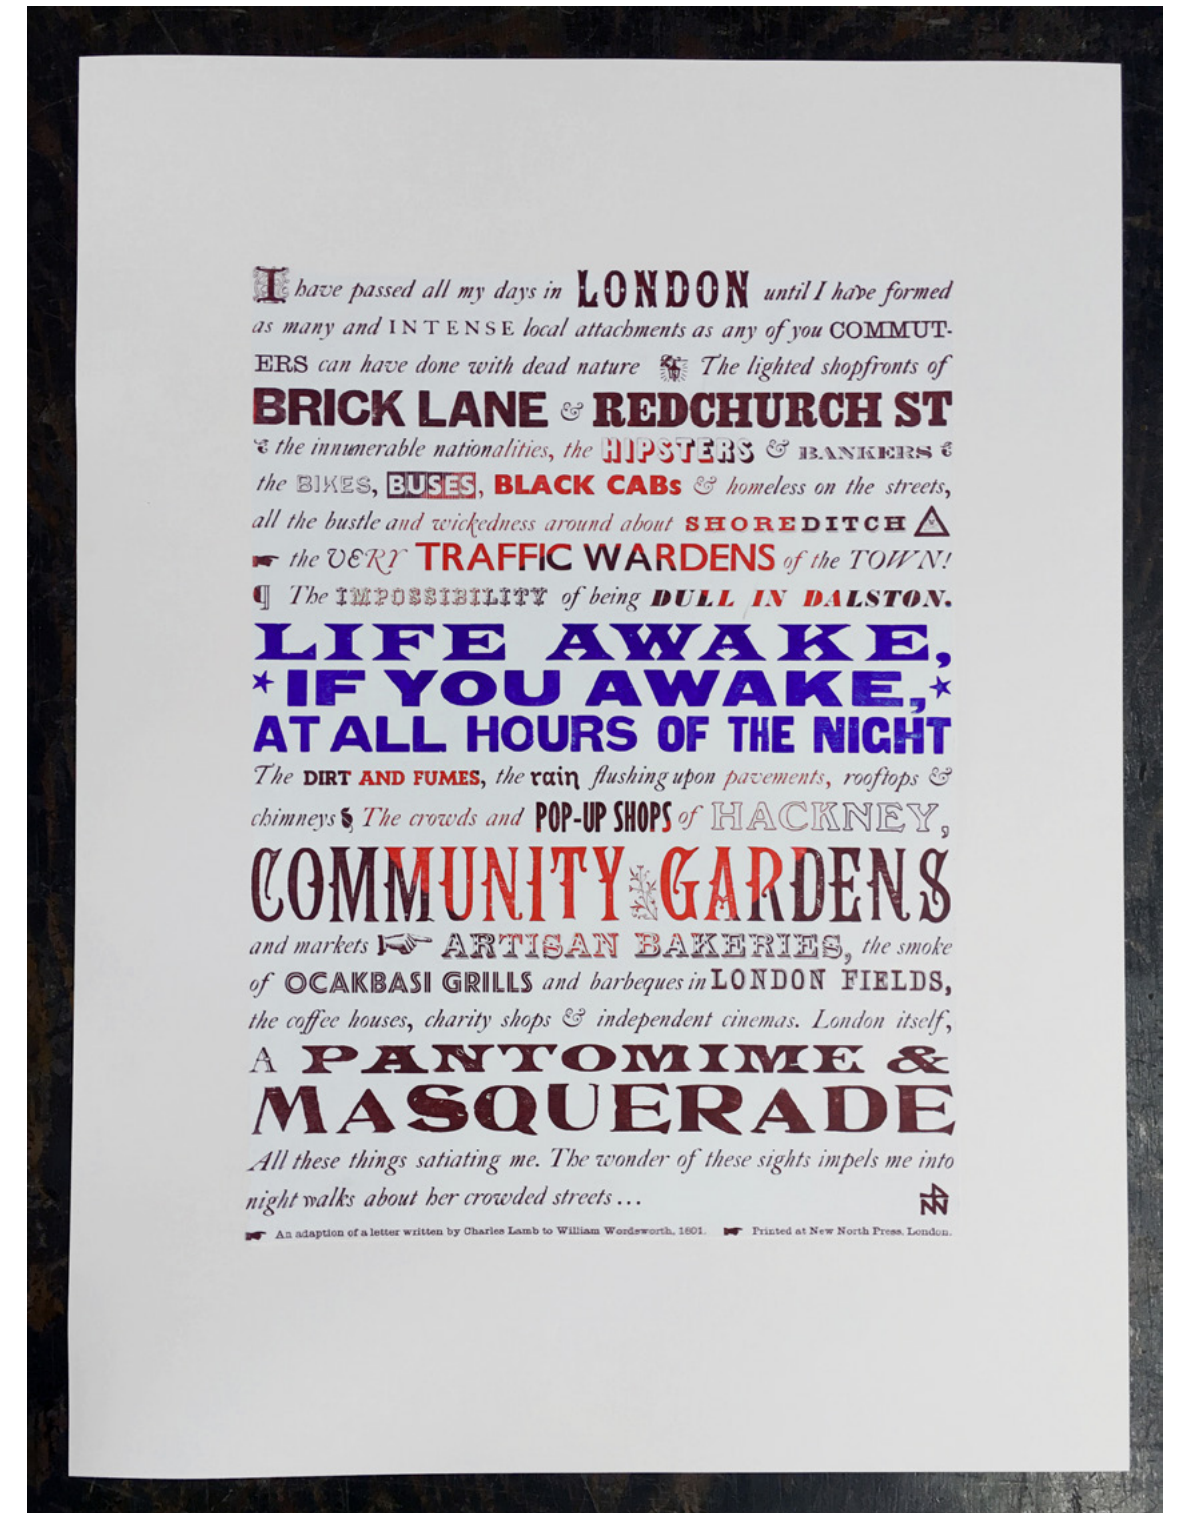 I have passed all my days in LONDON until I have formed
as many and INTENSE local attachments as any of you COMMUT-
ERS can have done with dead nature The lighted shopfronts of
BRICK LANE & REDCHURCH ST
the innumerable nationalities, the HIPSTERS & BANKERS
the BIKES, BUSES, BLACK CABs & homeless on the streets,
all the bustle and wickedness around about SHOREDITCH
the VERY TRAFFIC WARDENS of the TOWN!
¶ The IMPOSSIBILITY of being DULL IN DALSTON.
LIFE AWAKE,
* IF YOU AWAKE, *
AT ALL HOURS OF THE NIGHT
The DIRT AND FUMES, the rain flushing upon pavements, rooftops &
chimneys The crowds and POP-UP SHOPS of HACKNEY,
COMMUNITY GARDENS
and markets ARTISAN BAKERIES, the smoke
of OCAKBASI GRILLS and barbeques in LONDON FIELDS,
the coffee houses, charity shops & independent cinemas. London itself,
A PANTOMIME &
MASQUERADE
All these things satiating me. The wonder of these sights impels me into
night walks about her crowded streets ...
An adaption of a letter written by Charles Lamb to William Wordsworth, 1801. Printed at New North Press, London.